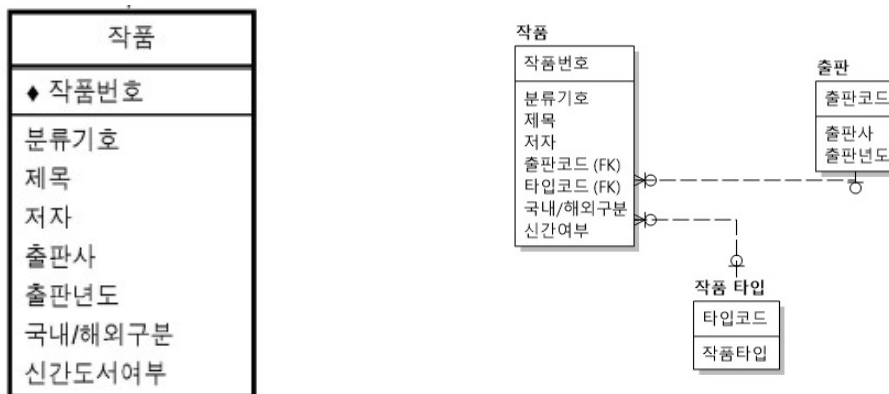 작품
♦ 작품번호
분류기호
제목
저자
출판사
출판년도
국내/해외구분
신간도서여부
작품
작품번호
분류기호
제목
저자
출판코드 (FK)
타입코드 (FK)
국내/해외구분
신간여부
출판
출판코드
출판사
출판년도
작품 타입
타입코드
작품타입